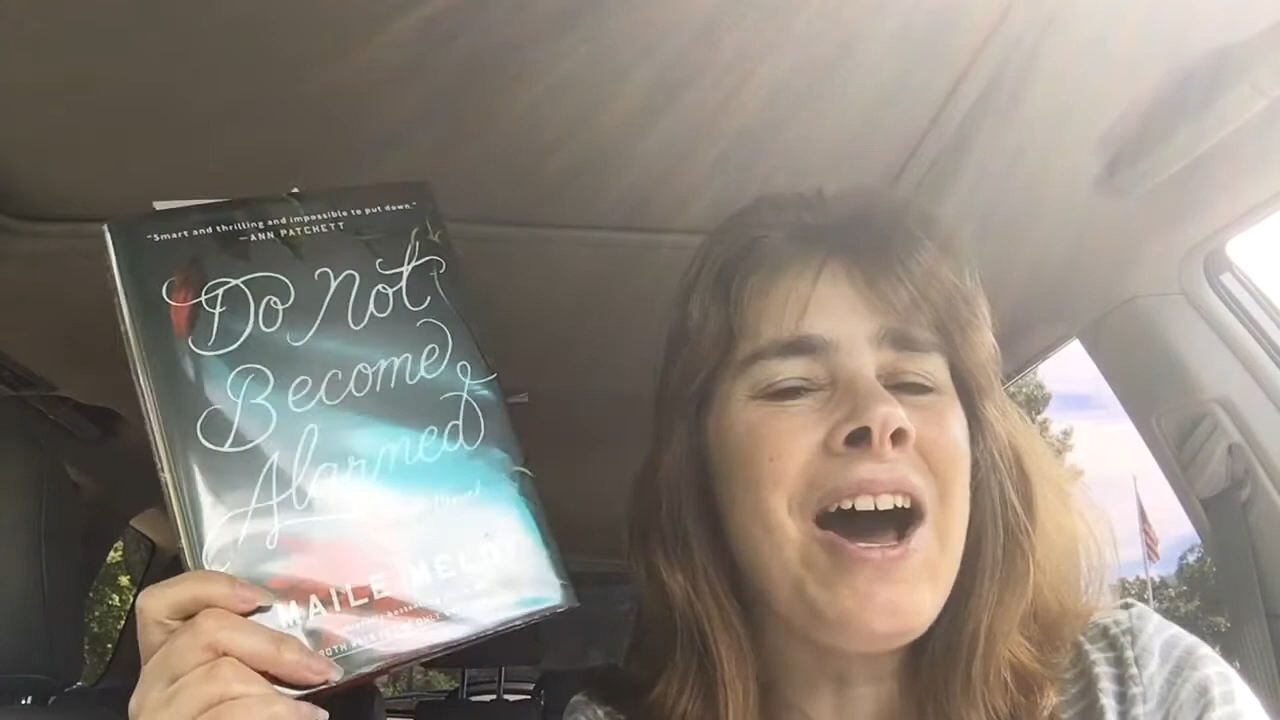 "Smart and thrilling and impossible to put down."
—ANN PATCHETT
Do Not
Become
Alarmed
MAILE MELOY